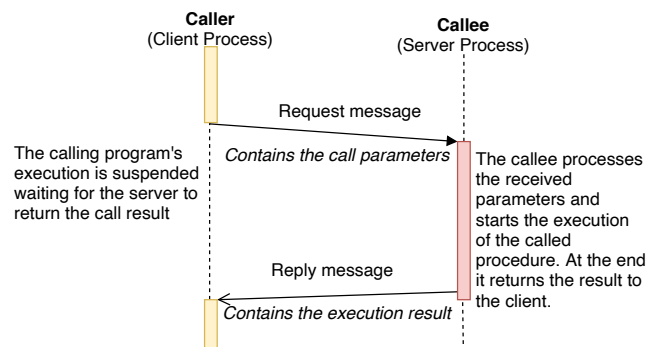 Caller
(Client Process)
Callee
(Server Process)
Request message
Contains the call parameters
The calling program's
execution is suspended
waiting for the server to
return the call result
The callee processes
the received
parameters and
starts the execution
of the called
procedure. At the end
it returns the result to
the client.
Reply message
Contains the execution result